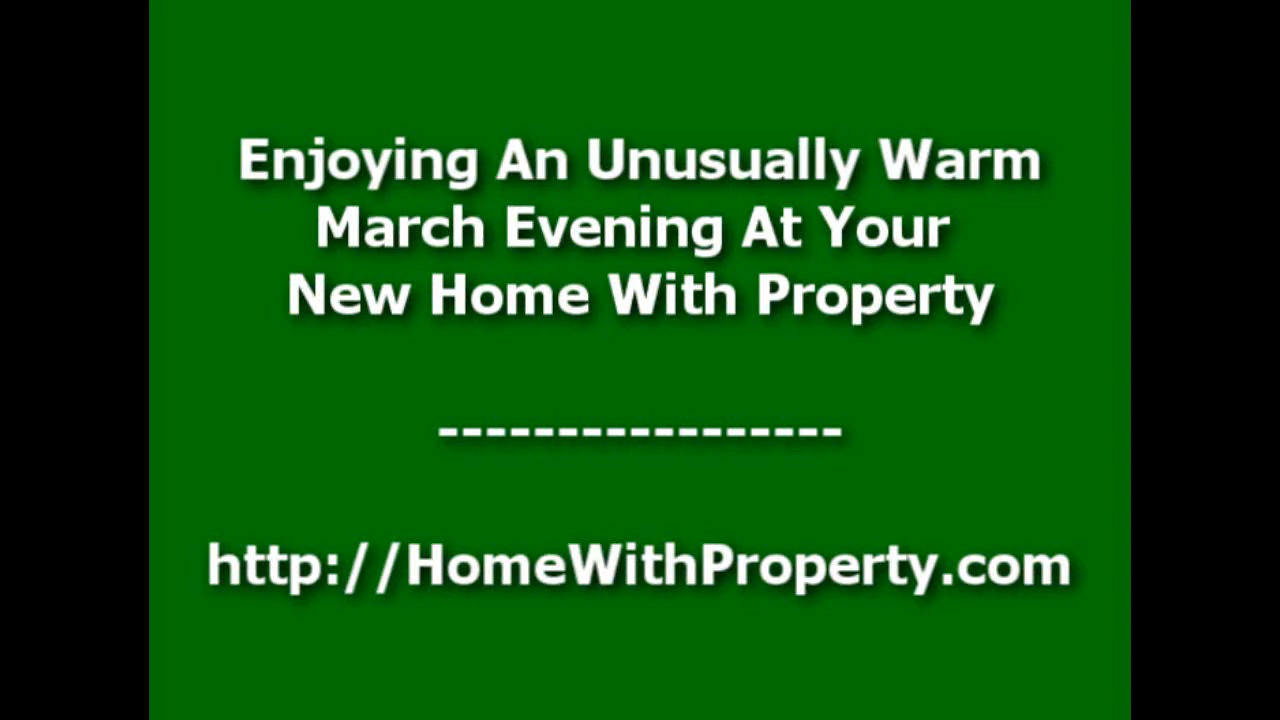 Enjoying An Unusually Warm
March Evening At Your
New Home With Property
-----------------
http://HomeWithProperty.com